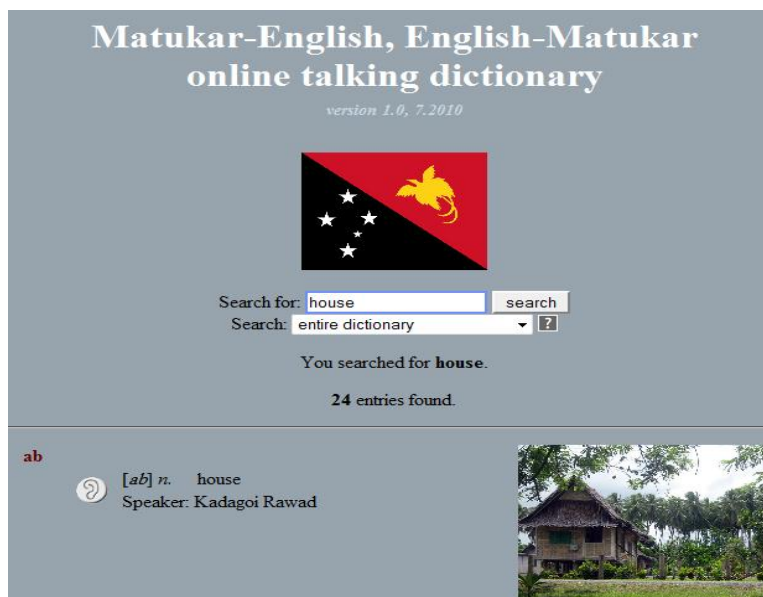 Matukar-English, English-Matukar
online talking dictionary
version 1.0, 7.2010
Search for: house search
Search: entire dictionary ?
You searched for house.
24 entries found.
ab
[ab] n. house
Speaker: Kadagoi Rawad